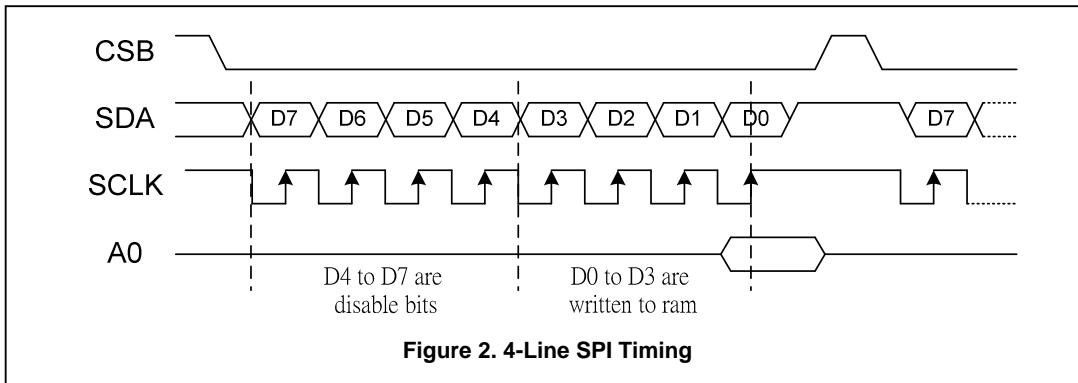 CSB
SDA D7 D6 D5 D4 D3 D2 D1 D0 D7
SCLK
A0
D4 to D7 are
disable bits
D0 to D3 are
written to ram
Figure 2. 4-Line SPI Timing